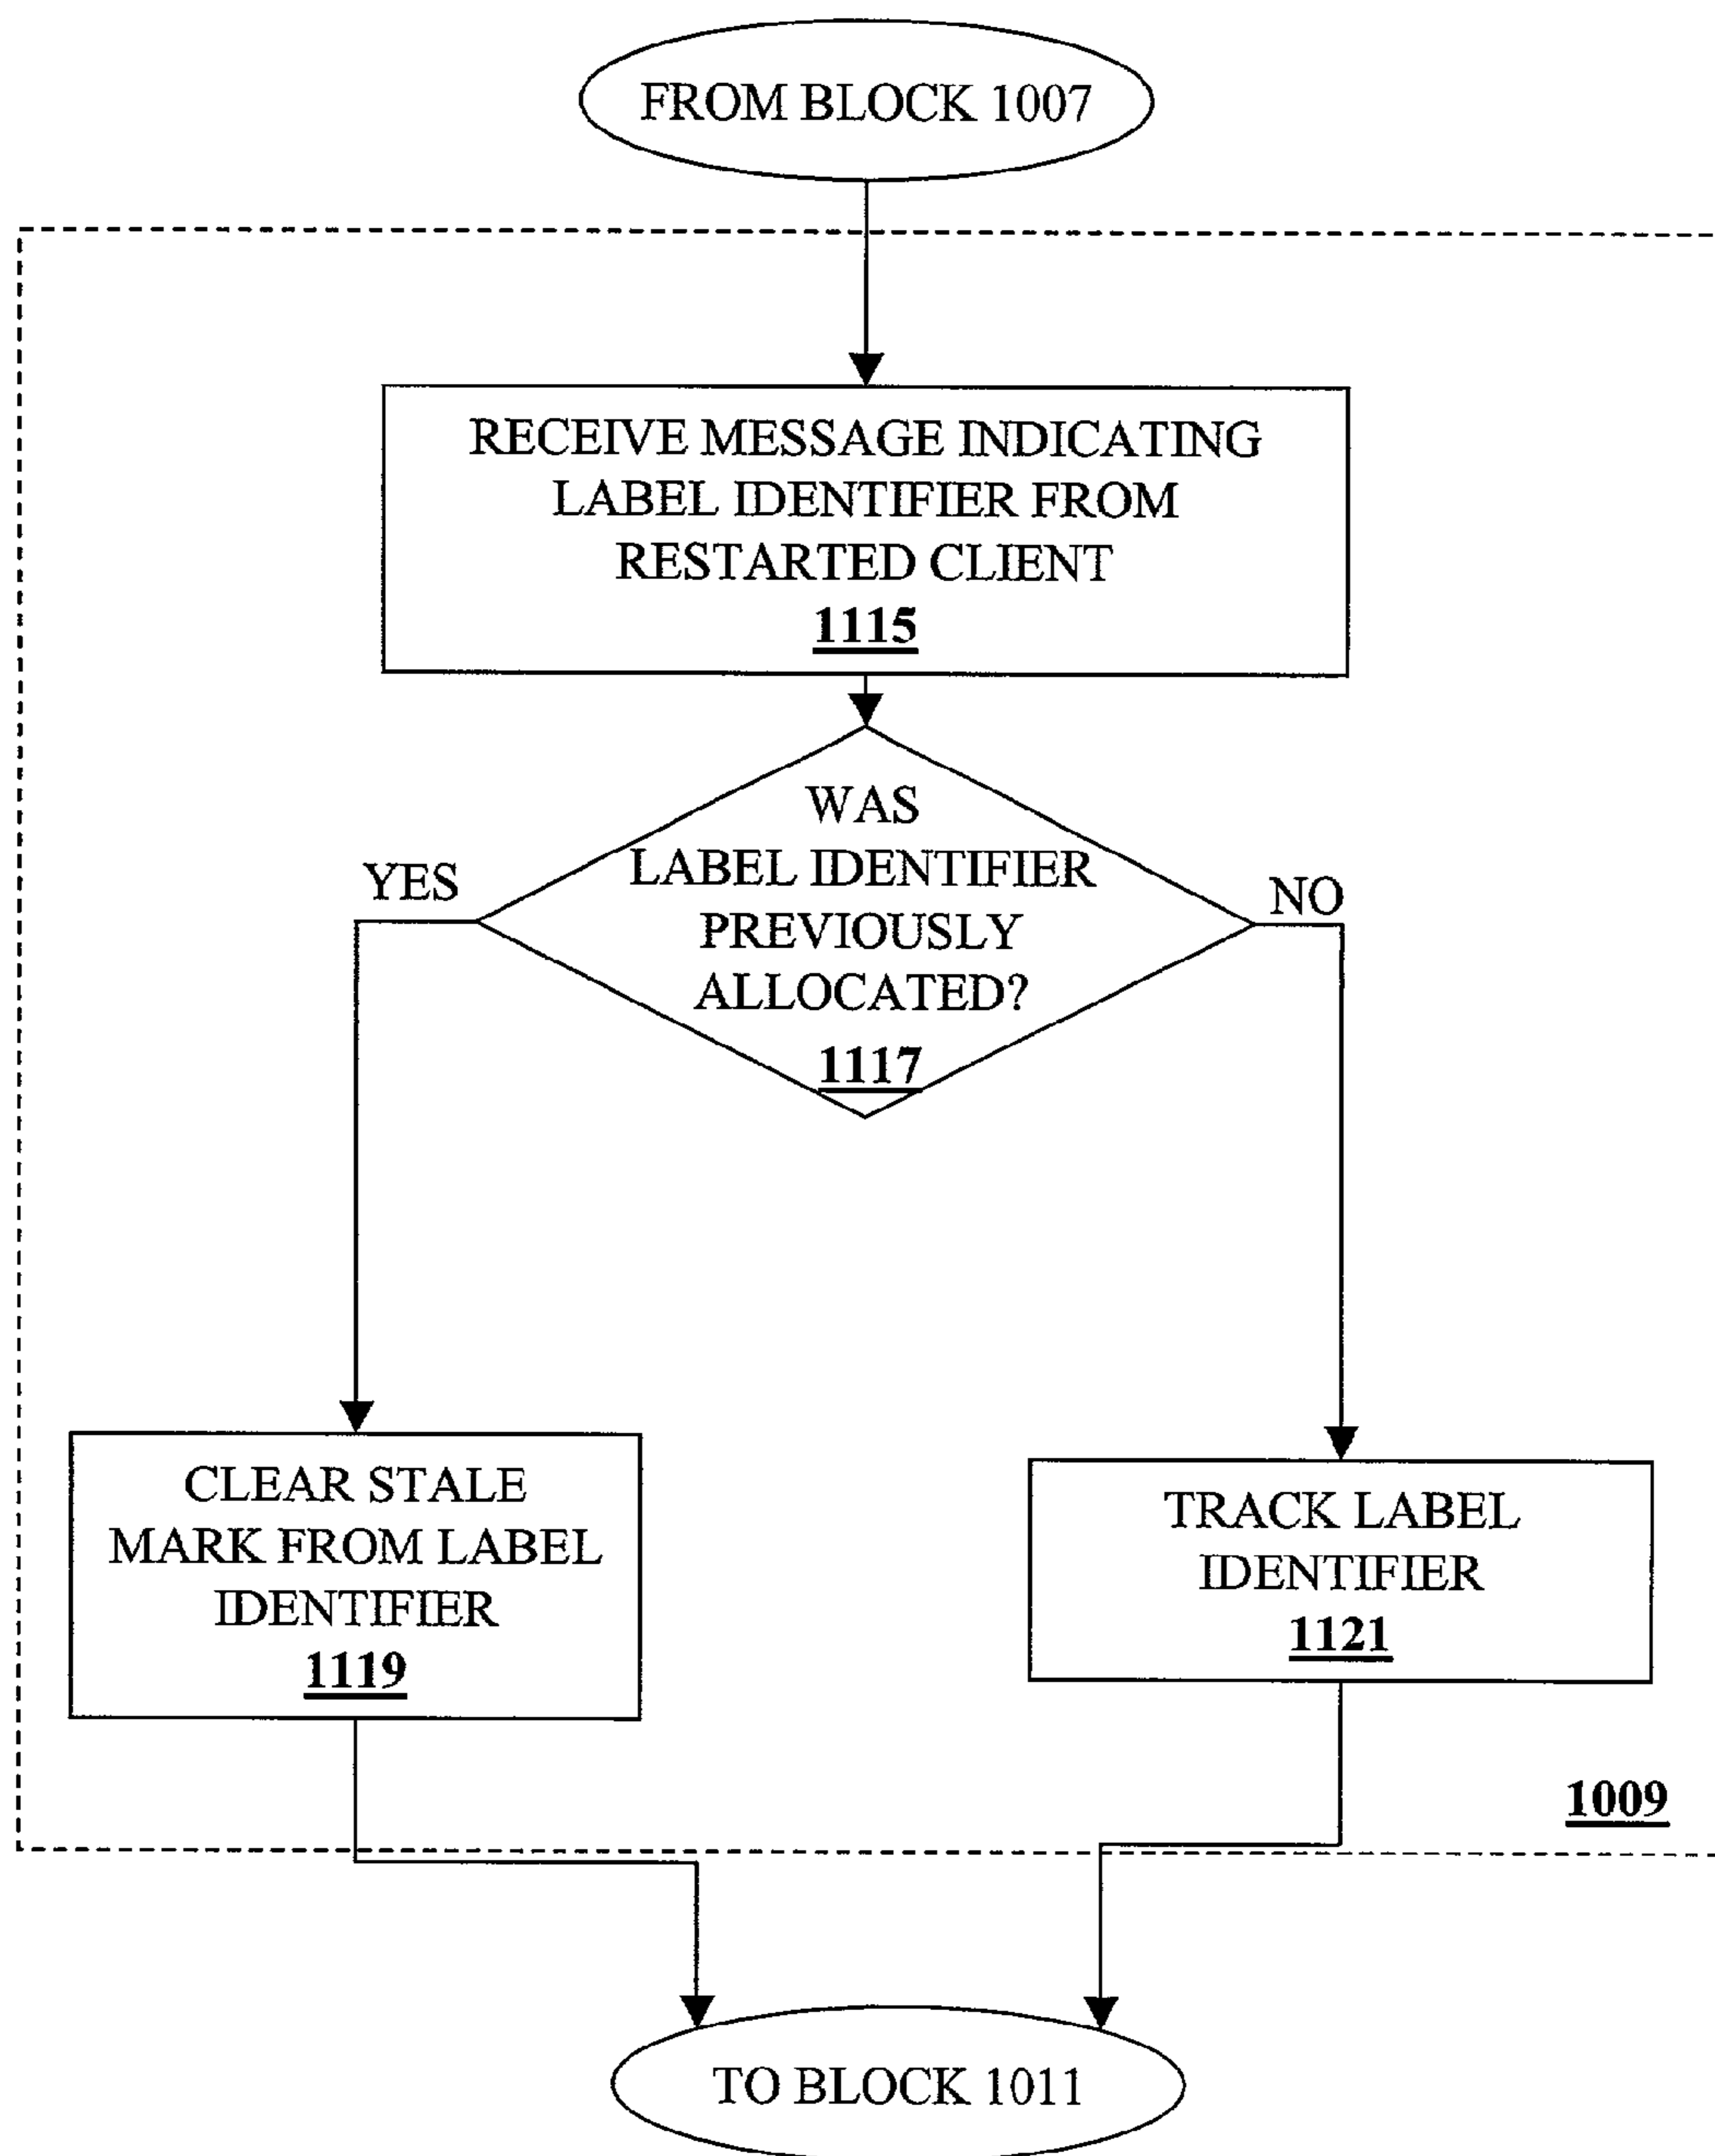 FROM BLOCK 1007
RECEIVE MESSAGE INDICATING
LABEL IDENTIFIER FROM
RESTARTED CLIENT
1115
WAS
LABEL IDENTIFIER
PREVIOUSLY
ALLOCATED?
1117
YES
NO
CLEAR STALE
MARK FROM LABEL
IDENTIFIER
1119
TRACK LABEL
IDENTIFIER
1121
1009
TO BLOCK 1011